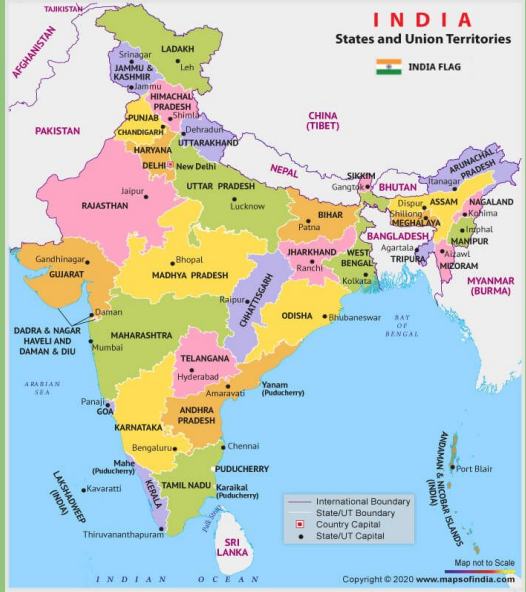 INDIA
States and Union Territories
INDIA FLAG
TAJIKISTAN
AFGHANISTAN
PAKISTAN
CHINA
(TIBET)
NEPAL
BHUTAN
BANGLADESH
MYANMAR
(BURMA)
SRI
LANKA
LADAKH
Leh
Srinagar
JAMMU &
KASHMIR
Jammu
HIMACHAL
PRADESH
Shimla
PUNJAB
CHANDIGARH
Dehradun
UTTARAKHAND
HARYANA
DELHI
New Delhi
UTTAR PRADESH
Lucknow
Jaipur
RAJASTHAN
SIKKIM
Gangtok
ARUNACHAL
PRADESH
Itanagar
Dispur
ASSAM
NAGALAND
Kohima
Shillong
MEGHALAYA
Imphal
MANIPUR
Agartala
TRIPURA
Aizawl
MIZORAM
BIHAR
Patna
JHARKHAND
Ranchi
WEST
BENGAL
Kolkata
Gandhinagar
GUJARAT
Bhopal
MADHYA PRADESH
Raipur
CHHATTISGARH
ODISHA
Bhubaneswar
BAY
OF
BENGAL
Daman
DADRA & NAGAR
HAVELI AND
DAMAN & DIU
MAHARASHTRA
Mumbai
ARABIAN
SEA
TELANGANA
Hyderabad
Amaravati
Yanam
(Puducherry)
ANDHRA
PRADESH
Panaji
GOA
KARNATAKA
Bengaluru
Chennai
Mahe
(Puducherry)
PUDUCHERRY
TAMIL NADU
Karaikal
(Puducherry)
KERALA
Thiruvananthapuram
Palk Strait
LAKSHADWEEP
(INDIA)
Kavaratti
ANDAMAN & NICOBAR ISLANDS
(INDIA)
Port Blair
International Boundary
State/UT Boundary
Country Capital
State/UT Capital
INDIAN OCEAN
Map not to Scale
Copyright © 2020 www.mapsofindia.com